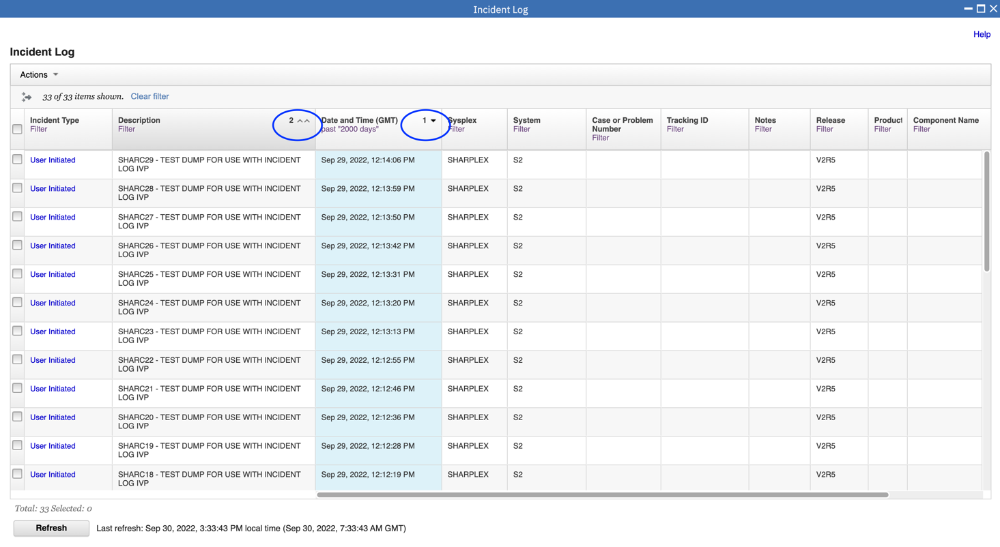 Incident Log
Help
Incident Log
Actions
33 of 33 items shown. Clear filter
Incident Type Description 2 Date and Time (GMT) 1 Sysplex System Case or Problem Number Tracking ID Notes Release Product Component Name
Filter Filter past "2000 days" Filter Filter Filter Filter Filter Filter Filter Filter
User Initiated SHARC29 - TEST DUMP FOR USE WITH INCIDENT Sep 29, 2022, 12:14:06 PM SHARPLEX S2 V2R5
LOG IVP
User Initiated SHARC28 - TEST DUMP FOR USE WITH INCIDENT Sep 29, 2022, 12:13:59 PM SHARPLEX S2 V2R5
LOG IVP
User Initiated SHARC27 - TEST DUMP FOR USE WITH INCIDENT Sep 29, 2022, 12:13:50 PM SHARPLEX S2 V2R5
LOG IVP
User Initiated SHARC26 - TEST DUMP FOR USE WITH INCIDENT Sep 29, 2022, 12:13:42 PM SHARPLEX S2 V2R5
LOG IVP
User Initiated SHARC25 - TEST DUMP FOR USE WITH INCIDENT Sep 29, 2022, 12:13:31 PM SHARPLEX S2 V2R5
LOG IVP
User Initiated SHARC24 - TEST DUMP FOR USE WITH INCIDENT Sep 29, 2022, 12:13:20 PM SHARPLEX S2 V2R5
LOG IVP
User Initiated SHARC23 - TEST DUMP FOR USE WITH INCIDENT Sep 29, 2022, 12:13:13 PM SHARPLEX S2 V2R5
LOG IVP
User Initiated SHARC22 - TEST DUMP FOR USE WITH INCIDENT Sep 29, 2022, 12:12:55 PM SHARPLEX S2 V2R5
LOG IVP
User Initiated SHARC21 - TEST DUMP FOR USE WITH INCIDENT Sep 29, 2022, 12:12:46 PM SHARPLEX S2 V2R5
LOG IVP
User Initiated SHARC20 - TEST DUMP FOR USE WITH INCIDENT Sep 29, 2022, 12:12:36 PM SHARPLEX S2 V2R5
LOG IVP
User Initiated SHARC19 - TEST DUMP FOR USE WITH INCIDENT Sep 29, 2022, 12:12:28 PM SHARPLEX S2 V2R5
LOG IVP
User Initiated SHARC18 - TEST DUMP FOR USE WITH INCIDENT Sep 29, 2022, 12:12:19 PM SHARPLEX S2 V2R5
LOG IVP
Total: 33 Selected: 0
Refresh Last refresh: Sep 30, 2022, 3:33:43 PM local time (Sep 30, 2022, 7:33:43 AM GMT)